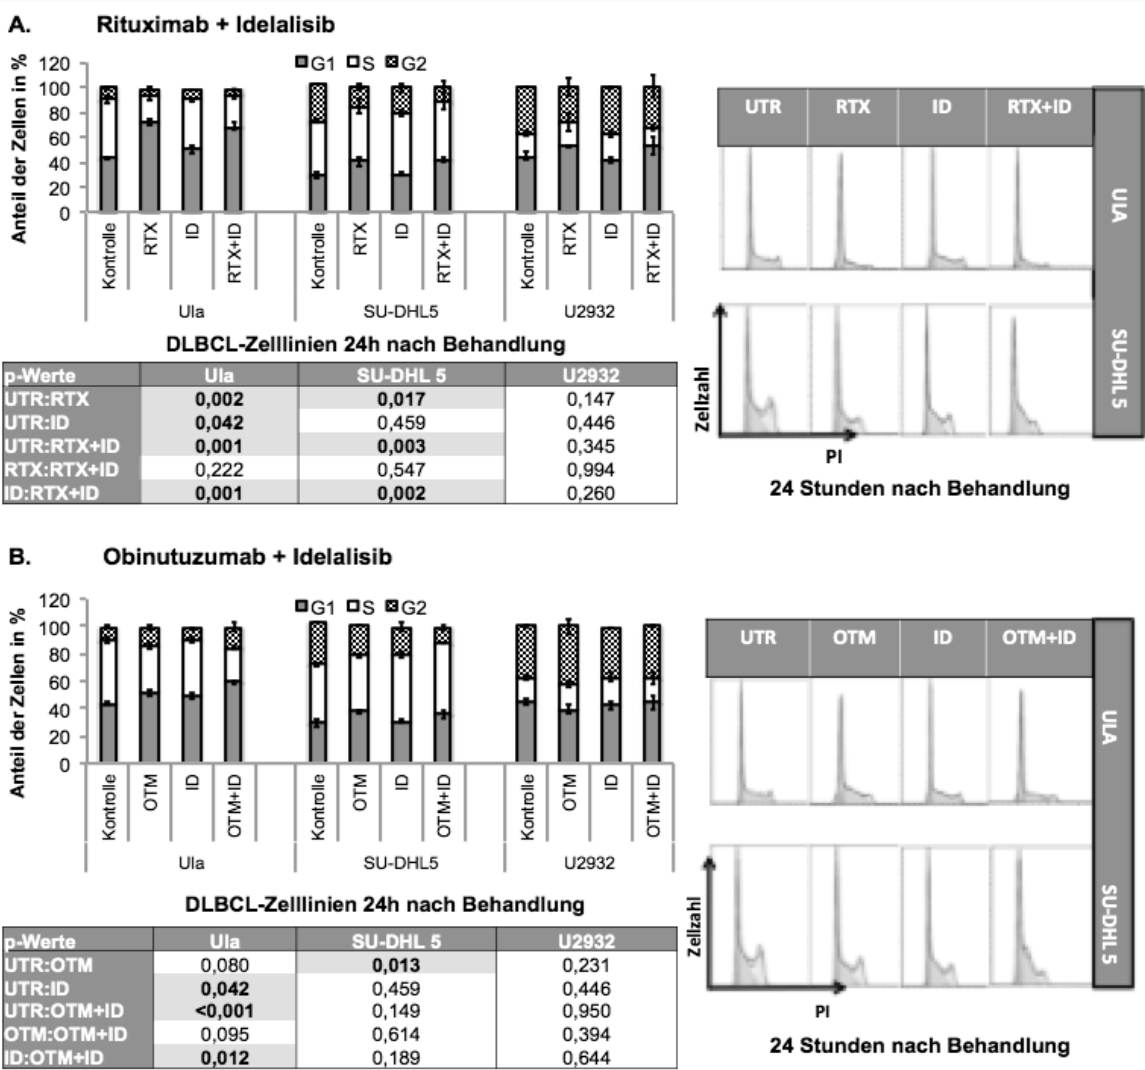 A. Rituximab + Idelalisib
Anteil der Zellen in %
120
100
80
60
40
20
0
G1 S G2
Kontrolle RTX ID RTX+ID Kontrolle RTX ID RTX+ID Kontrolle RTX ID RTX+ID
Ula SU-DHL5 U2932
DLBCL-Zelllinien 24h nach Behandlung
p-Werte Ula SU-DHL 5 U2932
UTR:RTX 0,002 0,017 0,147
UTR:ID 0,042 0,459 0,446
UTR:RTX+ID 0,001 0,003 0,345
RTX:RTX+ID 0,222 0,547 0,994
ID:RTX+ID 0,001 0,002 0,260
UTR RTX ID RTX+ID
ULA
SU-DHL 5
Zellzahl
PI
24 Stunden nach Behandlung
B. Obinutuzumab + Idelalisib
Anteil der Zellen in %
120
100
80
60
40
20
0
G1 S G2
Kontrolle OTM ID OTM+ID Kontrolle OTM ID OTM+ID Kontrolle OTM ID OTM+ID
Ula SU-DHL5 U2932
DLBCL-Zelllinien 24h nach Behandlung
p-Werte Ula SU-DHL 5 U2932
UTR:OTM 0,080 0,013 0,231
UTR:ID 0,042 0,459 0,446
UTR:OTM+ID <0,001 0,149 0,950
OTM:OTM+ID 0,095 0,614 0,394
ID:OTM+ID 0,012 0,189 0,644
UTR OTM ID OTM+ID
ULA
SU-DHL 5
Zellzahl
PI
24 Stunden nach Behandlung